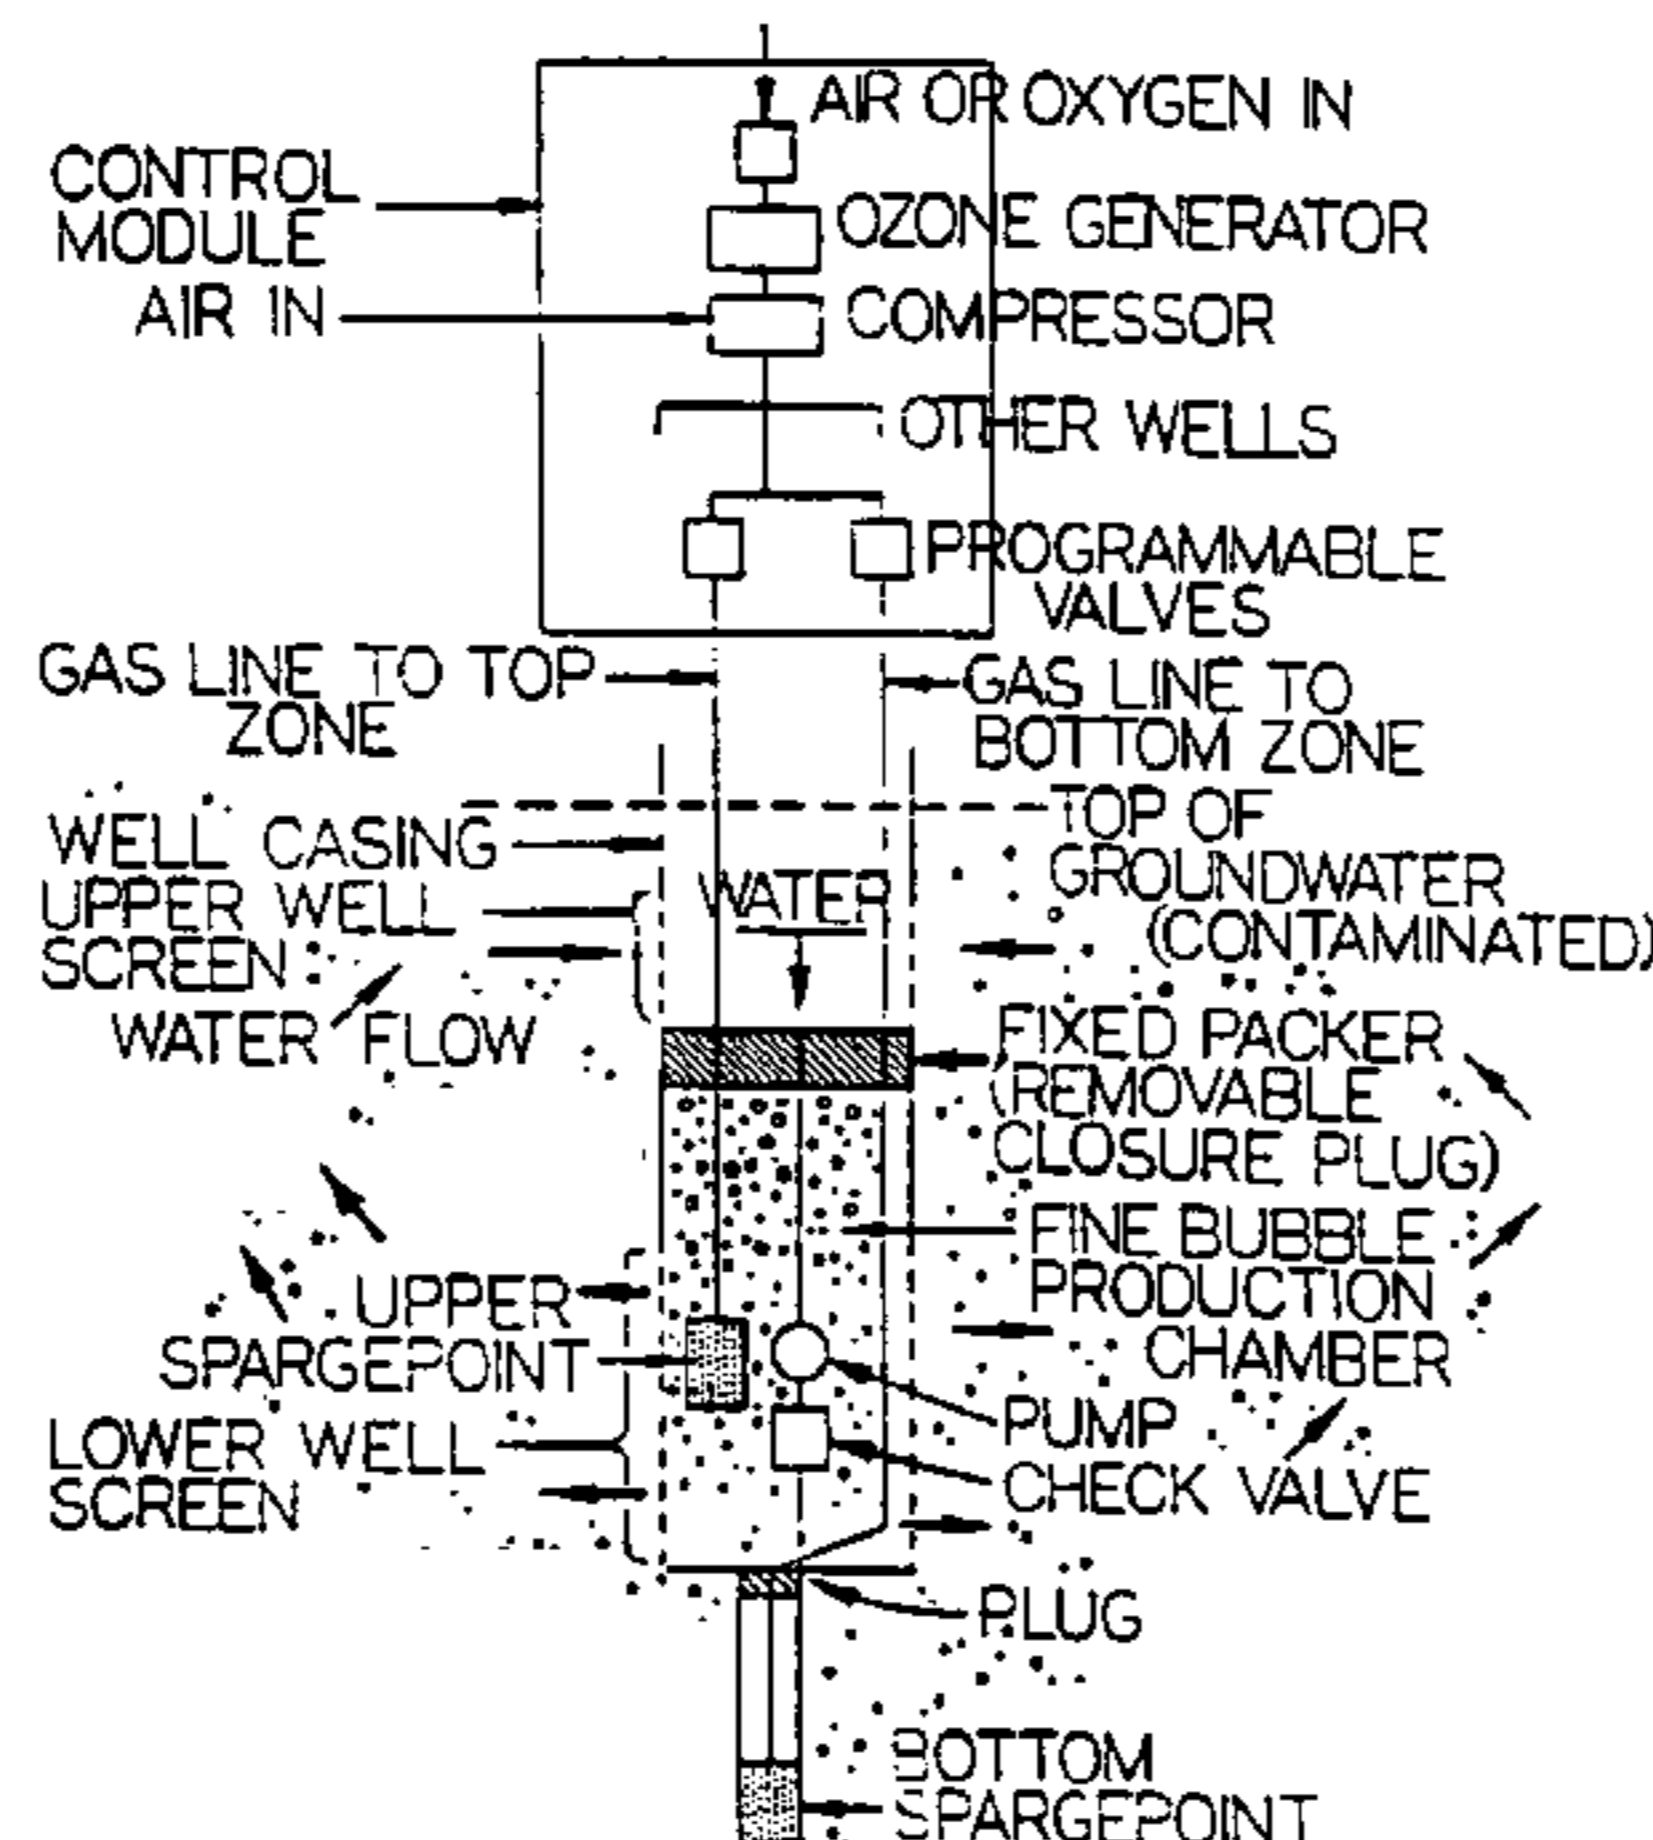 AIR OR OXYGEN IN
CONTROL
MODULE
OZONE GENERATOR
AIR IN
COMPRESSOR
OTHER WELLS
PROGRAMMABLE
VALVES
GAS LINE TO TOP
ZONE
GAS LINE TO
BOTTOM ZONE
TOP OF
GROUNDWATER
(CONTAMINATED)
WELL CASING
UPPER WELL
SCREEN
WATER
WATER FLOW
FIXED PACKER
(REMOVABLE
CLOSURE PLUG)
FINE BUBBLE
PRODUCTION
CHAMBER
UPPER
SPARGEPOINT
PUMP
LOWER WELL
SCREEN
CHECK VALVE
PLUG
BOTTOM
SPARGEPOINT